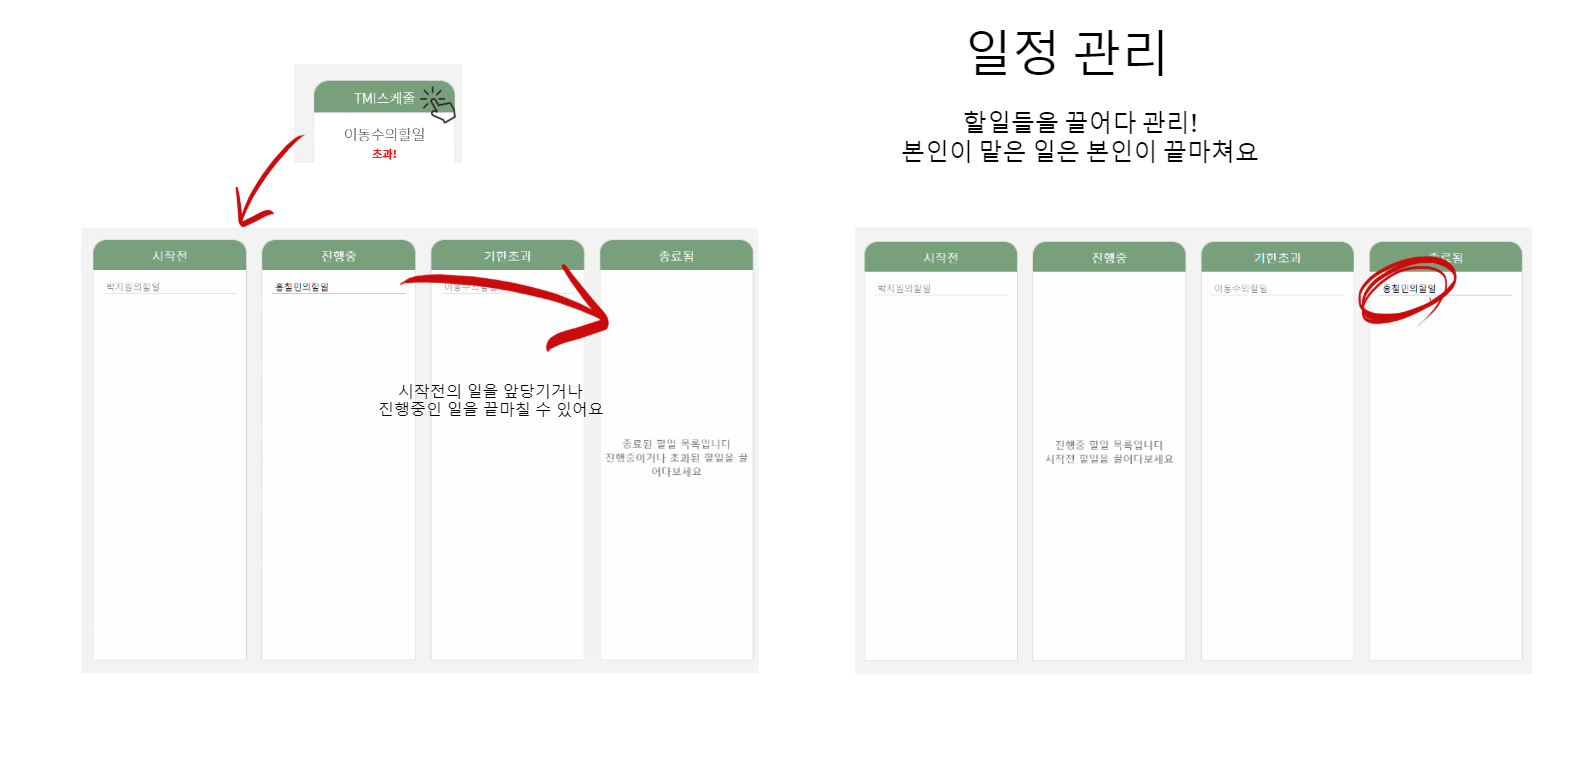 일정 관리
할일들을 끌어다 관리!
본인이 맡은 일은 본인이 끝마쳐요
TMI스케줄
이동수의할일
초과!
시작전
진행중
기한초과
종료됨
박지원의할일
홍철민의할일
이동수의할일
시작전의 일을 앞당기거나
진행중인 일을 끝마칠 수 있어요
종료된 할일 목록입니다
진행중이거나 초과된 할일을 끌
어다보세요
시작전
진행중
기한초과
종료됨
박지원의할일
이동수의할일
홍철민의할일
진행중 할일 목록입니다
시작전 할일을 끌어다보세요